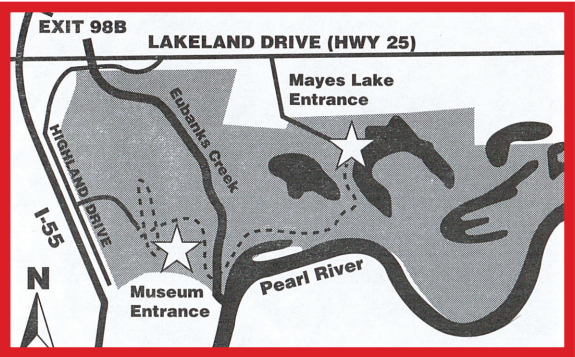 EXIT 98B
LAKELAND DRIVE (HWY 25)
Mayes Lake
Entrance
Eubanks Creek
HIGHLAND DRIVE
I-55
N
Museum
Entrance
Pearl River